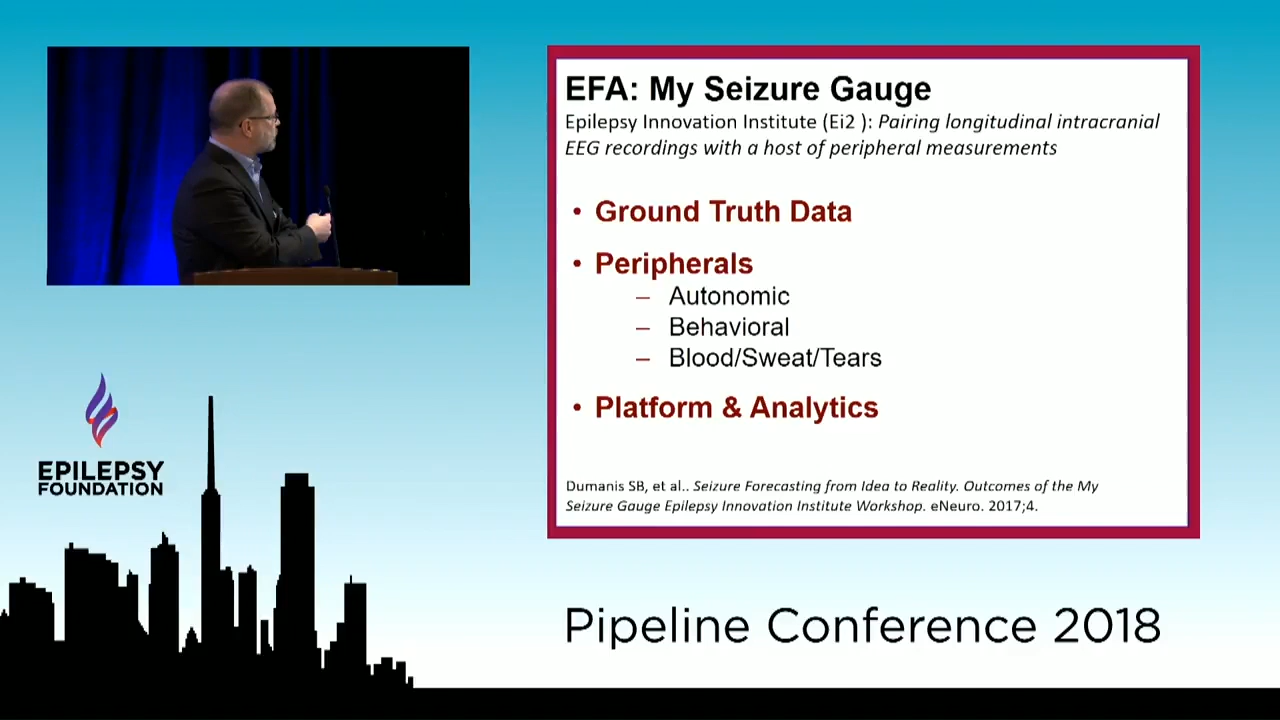 EFA: My Seizure Gauge
Epilepsy Innovation Institute (Ei2 ): Pairing longitudinal intracranial
EEG recordings with a host of peripheral measurements
• Ground Truth Data
• Peripherals
– Autonomic
– Behavioral
– Blood/Sweat/Tears
• Platform & Analytics
Dumanis SB, et al.. Seizure Forecasting from Idea to Reality. Outcomes of the My
Seizure Gauge Epilepsy Innovation Institute Workshop. eNeuro. 2017;4.
EPILEPSY
FOUNDATION
Pipeline Conference 2018